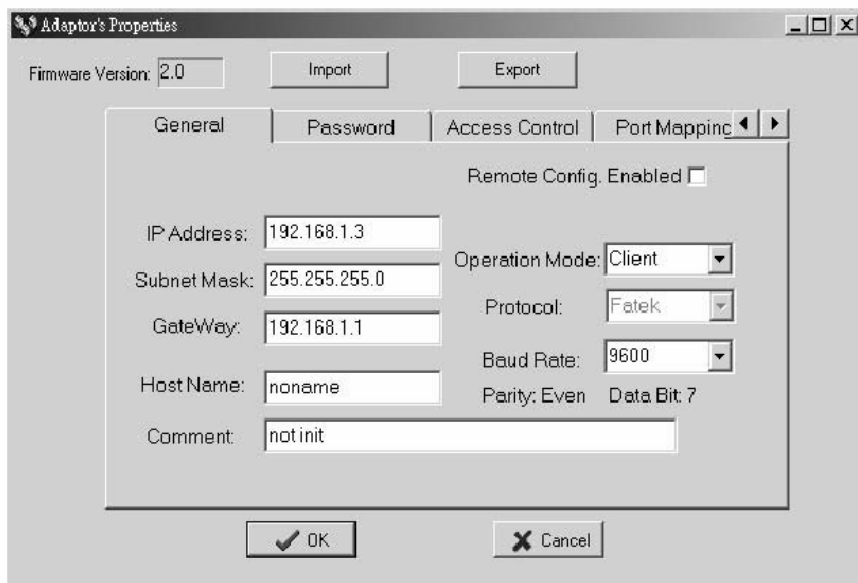 Adaptor's Properties
Firmware Version: 2.0
Import
Export
General
Password
Access Control
Port Mapping
Remote Config. Enabled
IP Address: 192.168.1.3
Subnet Mask: 255.255.255.0
GateWay: 192.168.1.1
Host Name: noname
Comment: not init
Operation Mode: Client
Protocol: Fatek
Baud Rate: 9600
Parity: Even Data Bit: 7
OK
Cancel